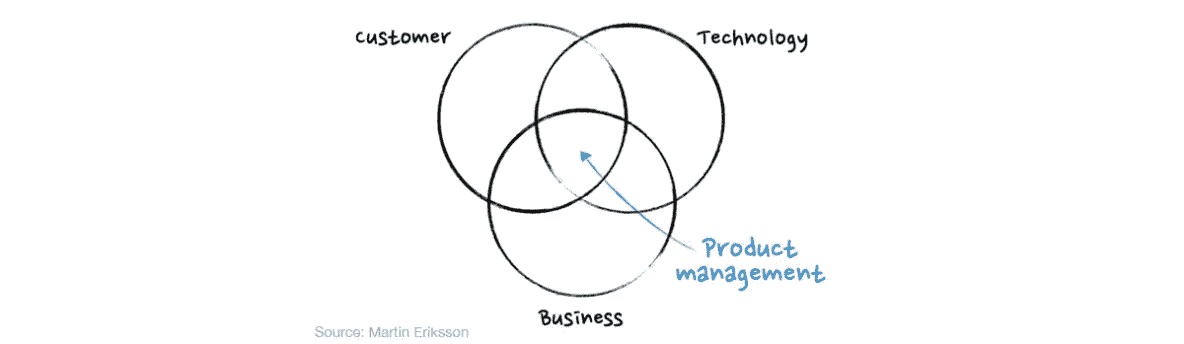 Customer
Technology
Product
management
Business
Source: Martin Eriksson